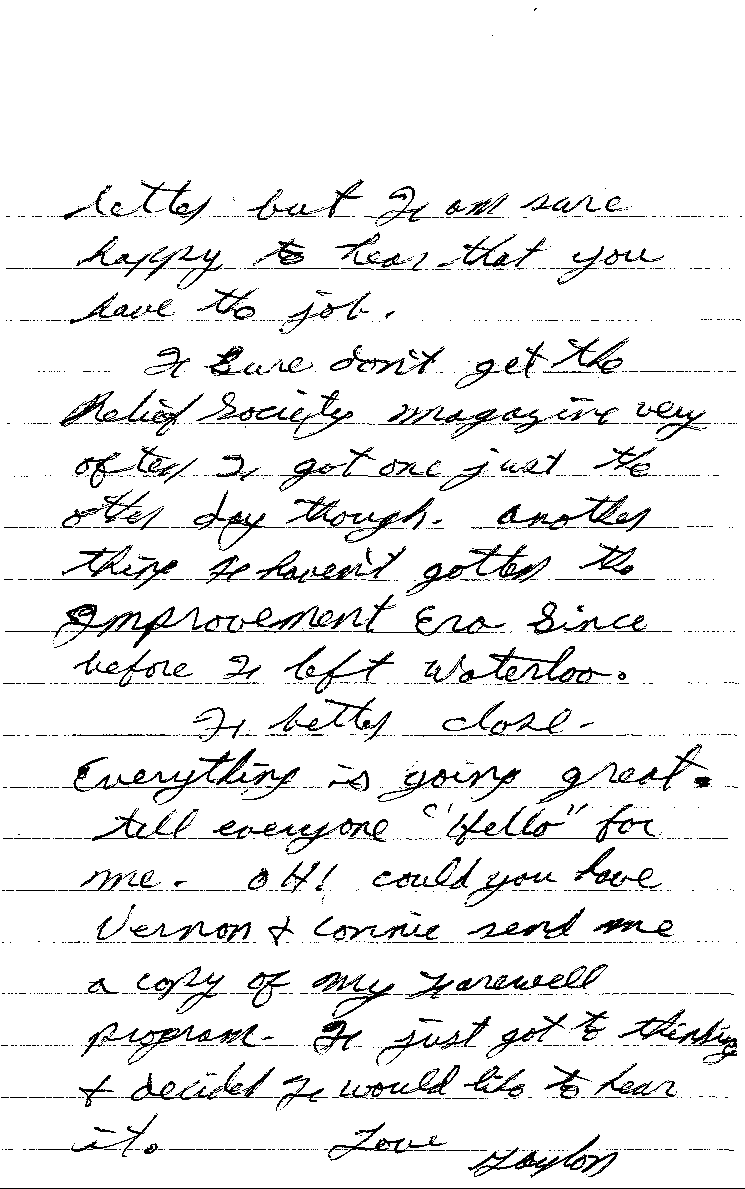 letter but I am sure
happy to hear that you
have the job.
I Sure don't get the
Relief Society magazine very
often I got one just the
other day though. another
thing I haven't gotten the
Improvement Era Since
before I left Waterloo.
I better close.
Everything is going great.
tell everyone "Hello" for
me. OH! could you have
Vernon & Connie send me
a copy of my Farewell
program. I just got to thinking
& decided I would like to hear
it. Love